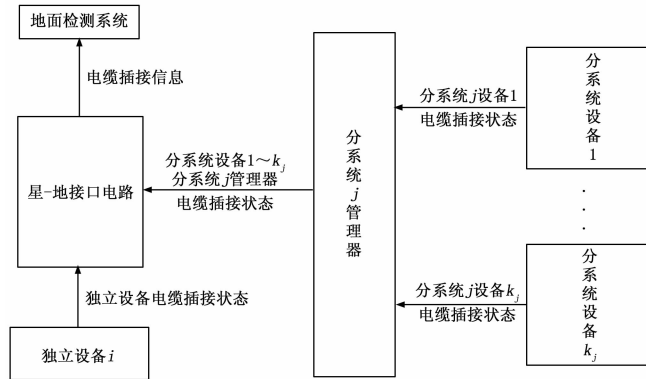 地面检测系统
电缆插接信息
星-地接口电路
独立设备电缆插接状态
独立设备i
分系统设备1～kj
分系统j管理器
电缆插接状态
分系统j管理器
分系统j设备1
电缆插接状态
分系统设备1
·
·
·
分系统j设备kj
电缆插接状态
分系统设备kj